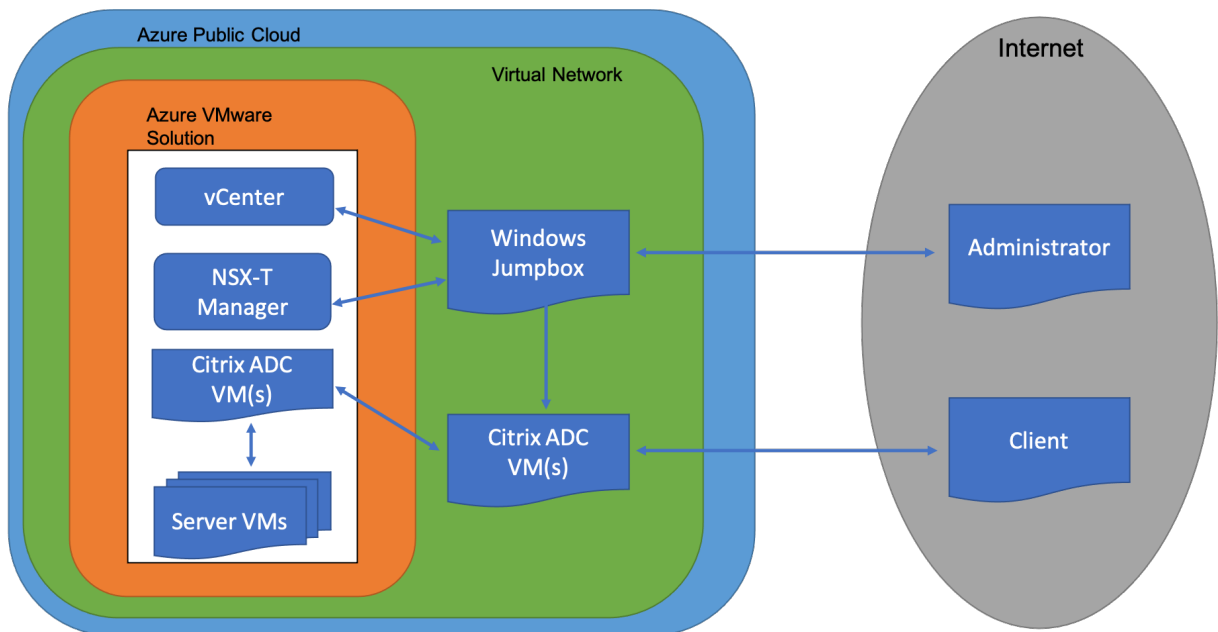 Azure Public Cloud
Virtual Network
Internet
Azure VMware
Solution
vCenter
NSX-T
Manager
Citrix ADC
VM(s)
Server VMs
Windows
Jumpbox
Citrix ADC
VM(s)
Administrator
Client